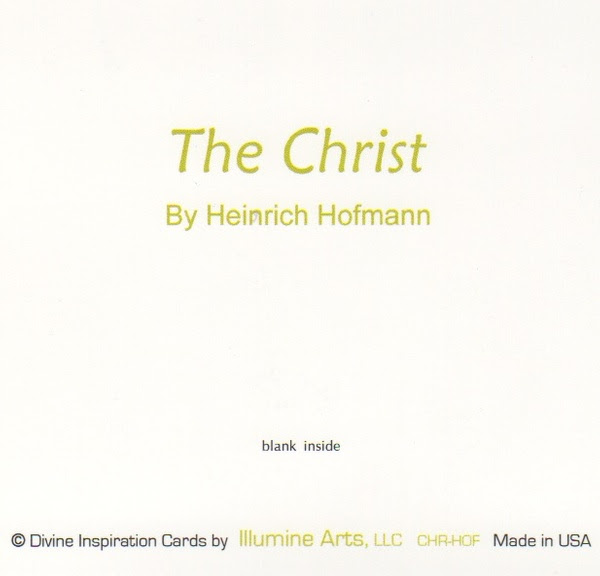 The Christ
By Heinrich Hofmann
blank inside
© Divine Inspiration Cards by Illumine Arts, LLC CHR-HOF Made in USA